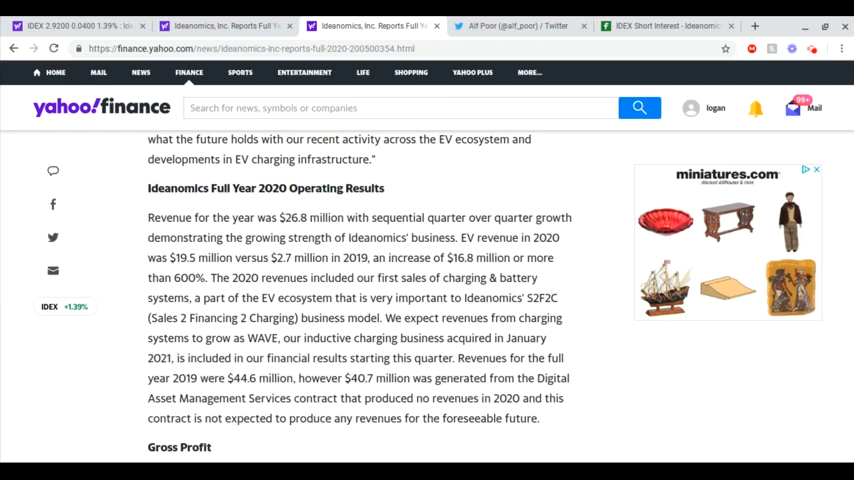 IDEX 2.9200 0.0400 1.39% : Ide
Ideanomics, Inc. Reports Full Ye
Ideanomics, Inc. Reports Full Ye
Alf Poor (@alf_poor) / Twitter
IDEX Short Interest - Ideanomic
https://finance.yahoo.com/news/ideanomics-inc-reports-full-2020-200500354.html
HOME MAIL NEWS FINANCE SPORTS ENTERTAINMENT LIFE SHOPPING YAHOO PLUS MORE...
yahoo!finance
Search for news, symbols or companies
logan
99+
Mail
what the future holds with our recent activity across the EV ecosystem and
developments in EV charging infrastructure."
Ideanomics Full Year 2020 Operating Results
Revenue for the year was $26.8 million with sequential quarter over quarter growth
demonstrating the growing strength of Ideanomics' business. EV revenue in 2020
was $19.5 million versus $2.7 million in 2019, an increase of $16.8 million or more
than 600%. The 2020 revenues included our first sales of charging & battery
systems, a part of the EV ecosystem that is very important to Ideanomics' S2F2C
(Sales 2 Financing 2 Charging) business model. We expect revenues from charging
systems to grow as WAVE, our inductive charging business acquired in January
2021, is included in our financial results starting this quarter. Revenues for the full
year 2019 were $44.6 million, however $40.7 million was generated from the Digital
Asset Management Services contract that produced no revenues in 2020 and this
contract is not expected to produce any revenues for the foreseeable future.
Gross Profit
IDEX +1.39%
miniatures.com
discount dollhouses & more